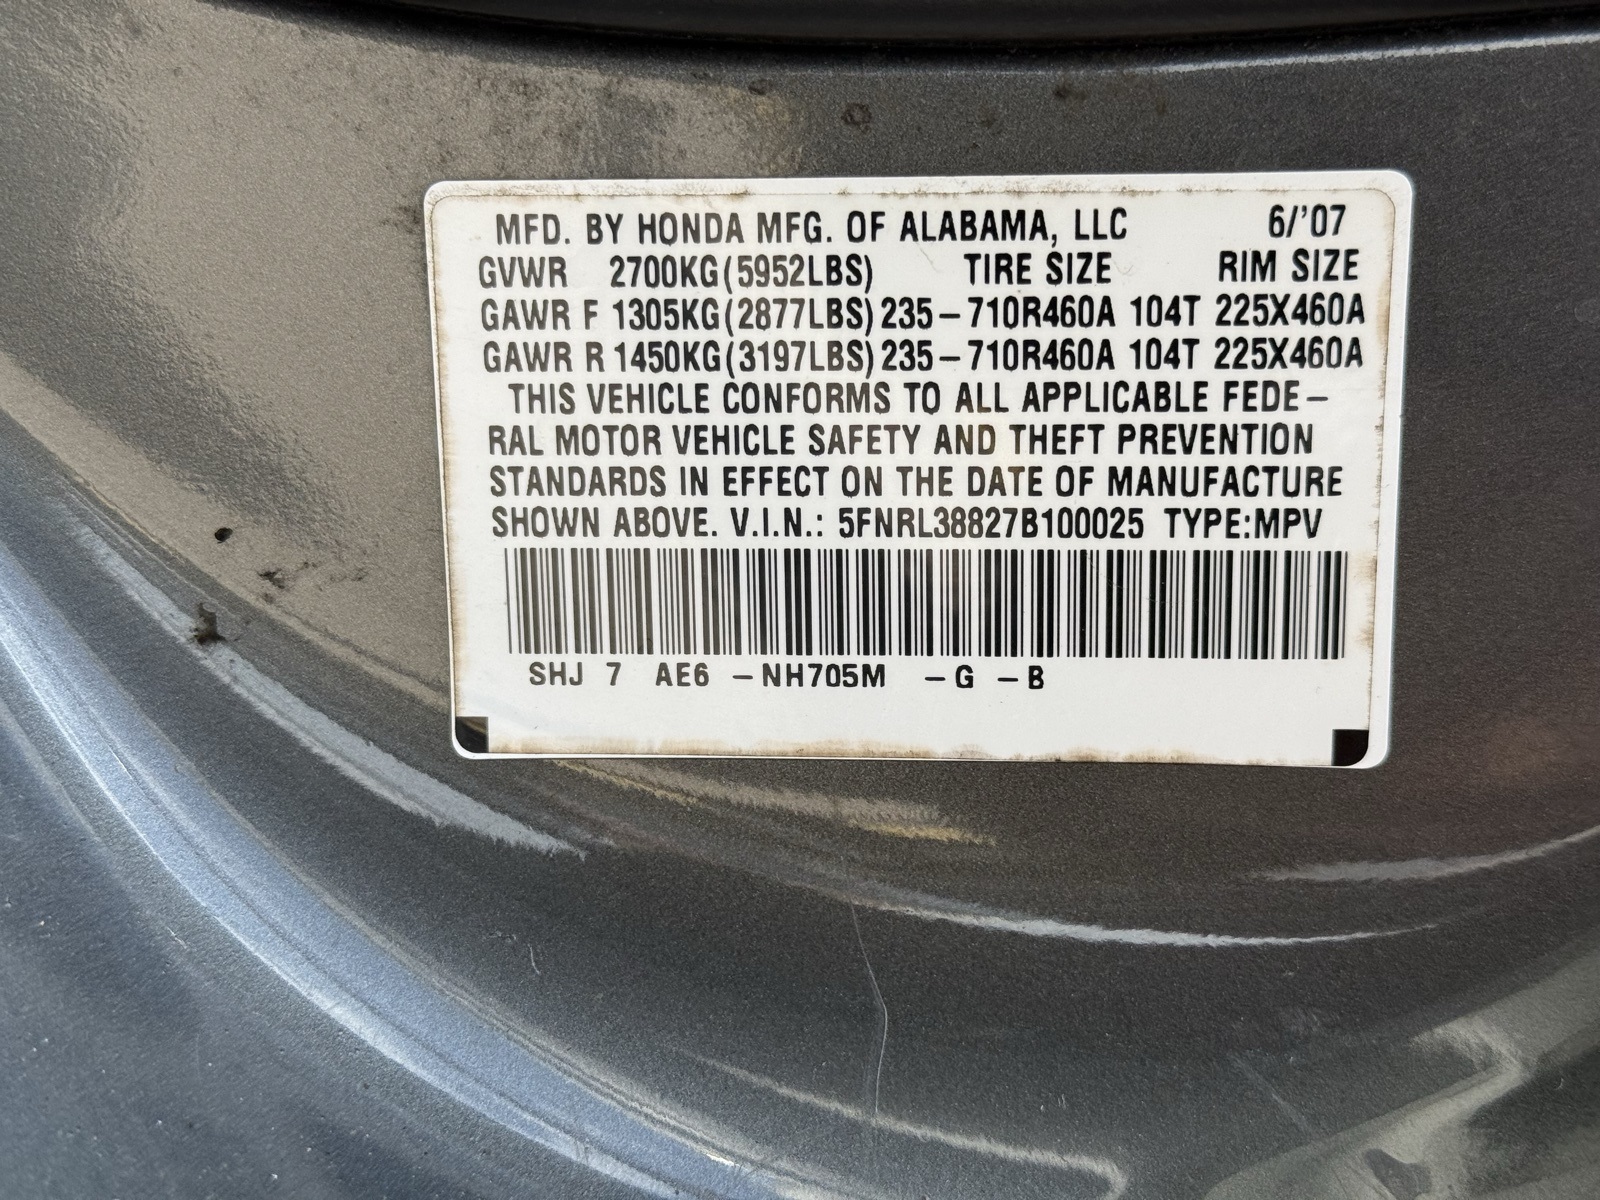 MFD. BY HONDA MFG. OF ALABAMA, LLC 6/'07
GVWR 2700KG(5952LBS) TIRE SIZE RIM SIZE
GAWR F 1305KG(2877LBS) 235-710R460A 104T 225X460A
GAWR R 1450KG(3197LBS) 235-710R460A 104T 225X460A
THIS VEHICLE CONFORMS TO ALL APPLICABLE FEDE-
RAL MOTOR VEHICLE SAFETY AND THEFT PREVENTION
STANDARDS IN EFFECT ON THE DATE OF MANUFACTURE
SHOWN ABOVE. V.I.N.: 5FNRL38827B100025 TYPE:MPV
SHJ 7 AE6 -NH705M -G -B